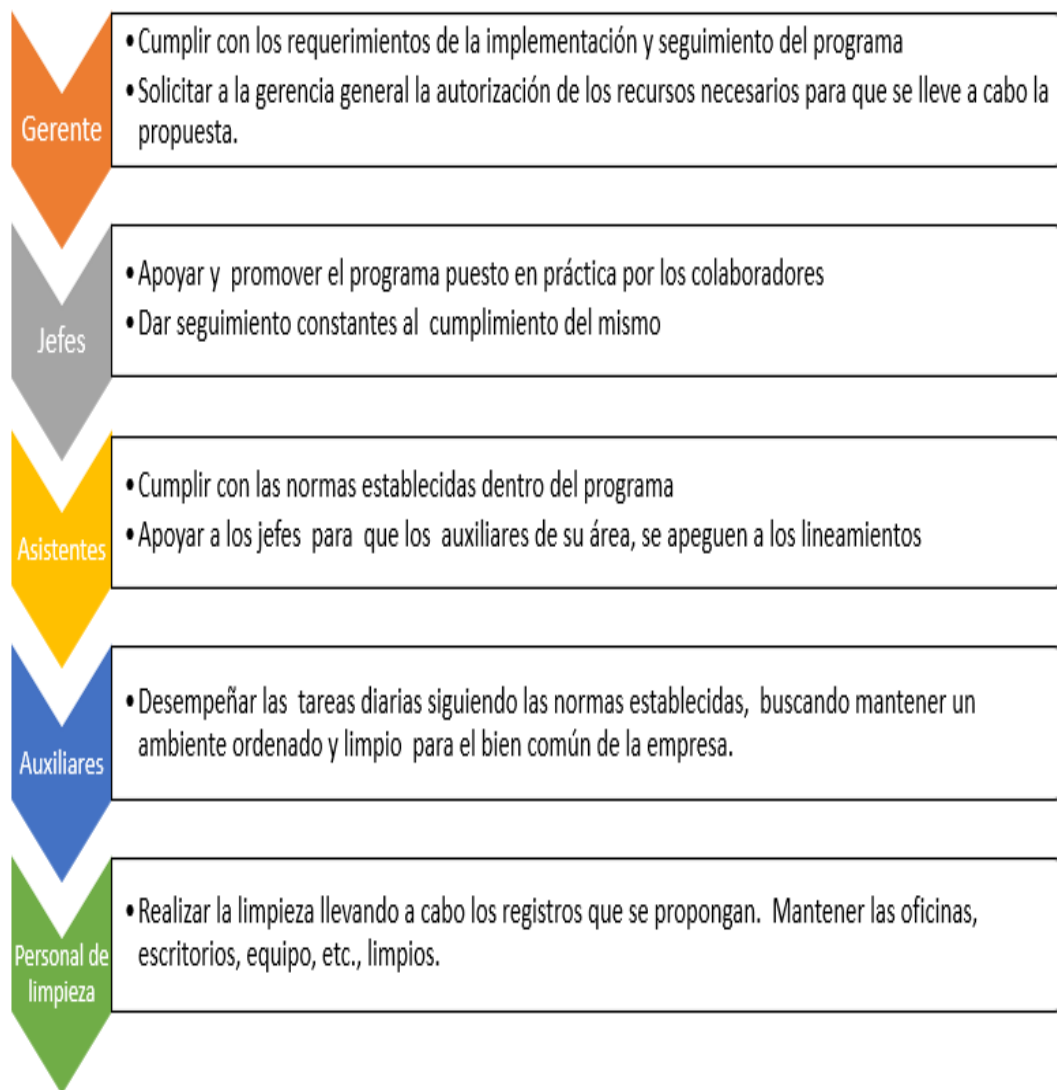 Gerente
• Cumplir con los requerimientos de la implementación y seguimiento del programa
• Solicitar a la gerencia general la autorización de los recursos necesarios para que se lleve a cabo la
propuesta.
Jefes
• Apoyar y promover el programa puesto en práctica por los colaboradores
• Dar seguimiento constantes al cumplimiento del mismo
Asistentes
• Cumplir con las normas establecidas dentro del programa
• Apoyar a los jefes para que los auxiliares de su área, se apeguen a los lineamientos
Auxiliares
• Desempeñar las tareas diarias siguiendo las normas establecidas, buscando mantener un
ambiente ordenado y limpio para el bien común de la empresa.
Personal de
limpieza
• Realizar la limpieza llevando a cabo los registros que se propongan. Mantener las oficinas,
escritorios, equipo, etc., limpios.